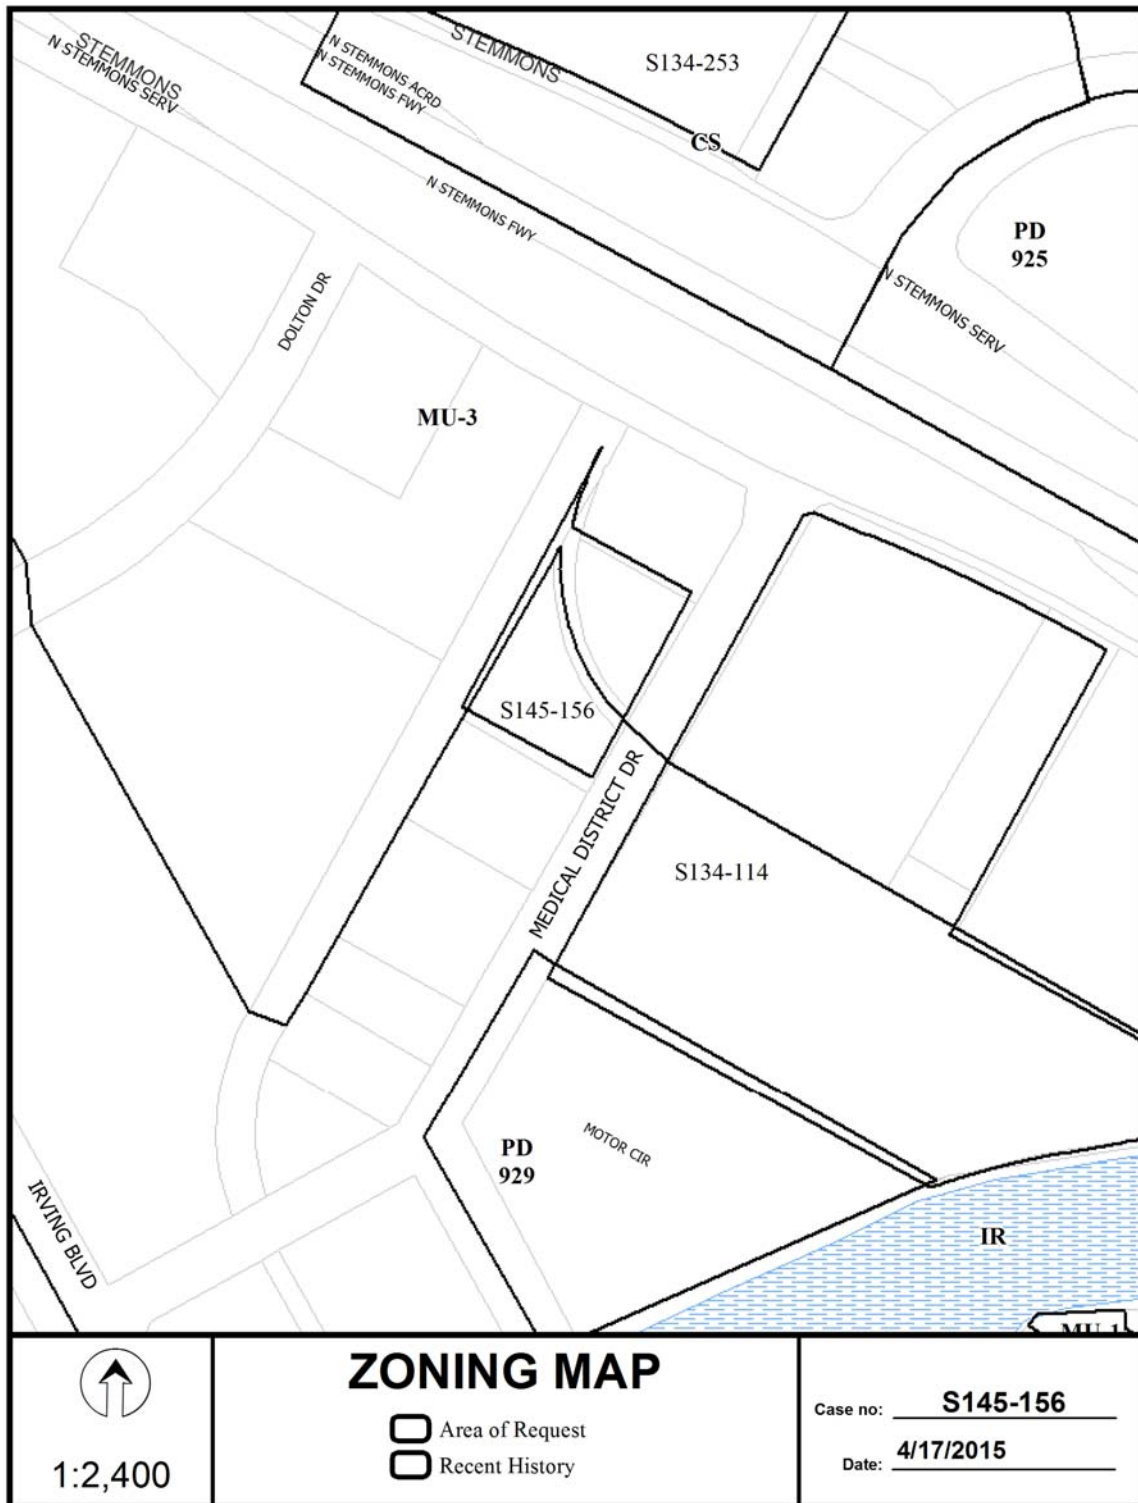 STEMMONS
N STEMMONS SERV
N STEMMONS ACRD
N STEMMONS FWY
STEMMONS
S134-253
CS
N STEMMONS FWY
PD
925
N STEMMONS SERV
DOLTON DR
MU-3
S145-156
MEDICAL DISTRICT DR
S134-114
PD
929
MOTOR CIR
IRVING BLVD
IR
MU-1
1:2,400
ZONING MAP
Area of Request
Recent History
Case no: S145-156
Date: 4/17/2015